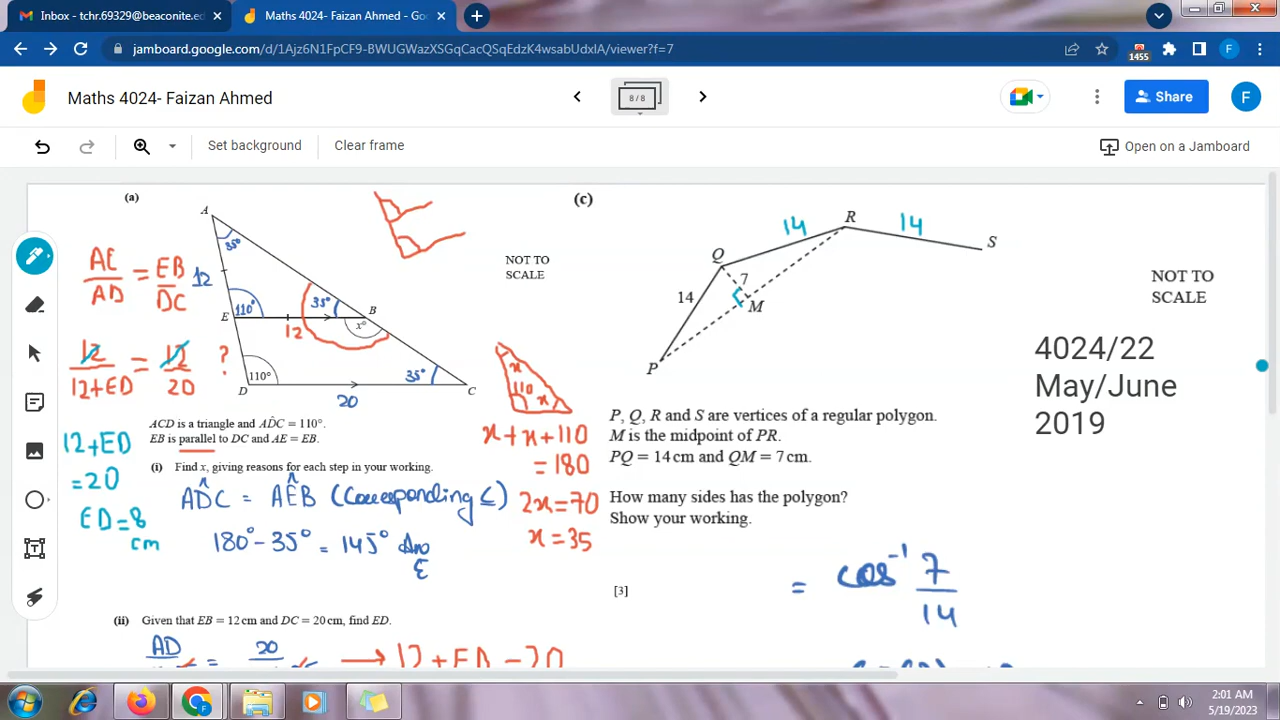 Inbox - tchr.69329@beaconite.ed
Maths 4024- Faizan Ahmed - Goo
jamboard.google.com/d/1Ajz6N1FpCF9-BWUGWazXSGqCacQSqEdzK4wsabUdxlA/viewer?f=7
1455
F
Maths 4024- Faizan Ahmed
8/8
Share
F
Set background
Clear frame
Open on a Jamboard
(a)
A
35°
12
NOT TO
SCALE
AE/AD = EB/DC
E
110°
35°
B
x°
12
12/12+ED = 12/20
?
D
110°
35°
C
20
ACD is a triangle and AD̂C = 110°.
EB is parallel to DC and AE = EB.
12+ED
=20
ED=8
cm
(i) Find x, giving reasons for each step in your working.
AD̂C = AÊB (Corresponding ∠)
180° - 35° = 145° Ans
x
110
x
x+x+110
=180
2x=70
x=35
(ii) Given that EB = 12 cm and DC = 20 cm, find ED.
AD
=
20
→ 12+ED=20
(c)
Q
14
R
14
S
7
M
14
P
NOT TO
SCALE
4024/22
May/June
2019
P, Q, R and S are vertices of a regular polygon.
M is the midpoint of PR.
PQ = 14 cm and QM = 7 cm.
How many sides has the polygon?
Show your working.
[3]
= cos⁻¹ 7/14
2:01 AM
5/19/2023